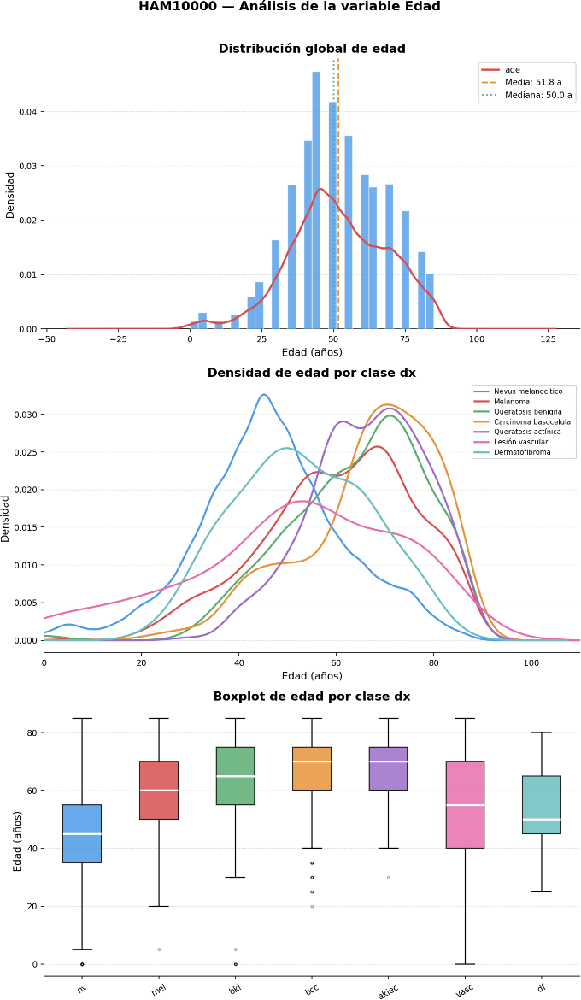 HAM10000 — Análisis de la variable Edad
Distribución global de edad
age
Media: 51.8 a
Mediana: 50.0 a
Densidad
0.04
0.03
0.02
0.01
0.00
−50 −25 0 25 50 75 100 125
Edad (años)
Densidad de edad por clase dx
Nevus melanocítico
Melanoma
Queratosis benigna
Carcinoma basocelular
Queratosis actínica
Lesión vascular
Dermatofibroma
Densidad
0.030
0.025
0.020
0.015
0.010
0.005
0.000
0 20 40 60 80 100
Edad (años)
Boxplot de edad por clase dx
Edad (años)
80
60
40
20
0
nv mel bkl bcc akiec vasc df